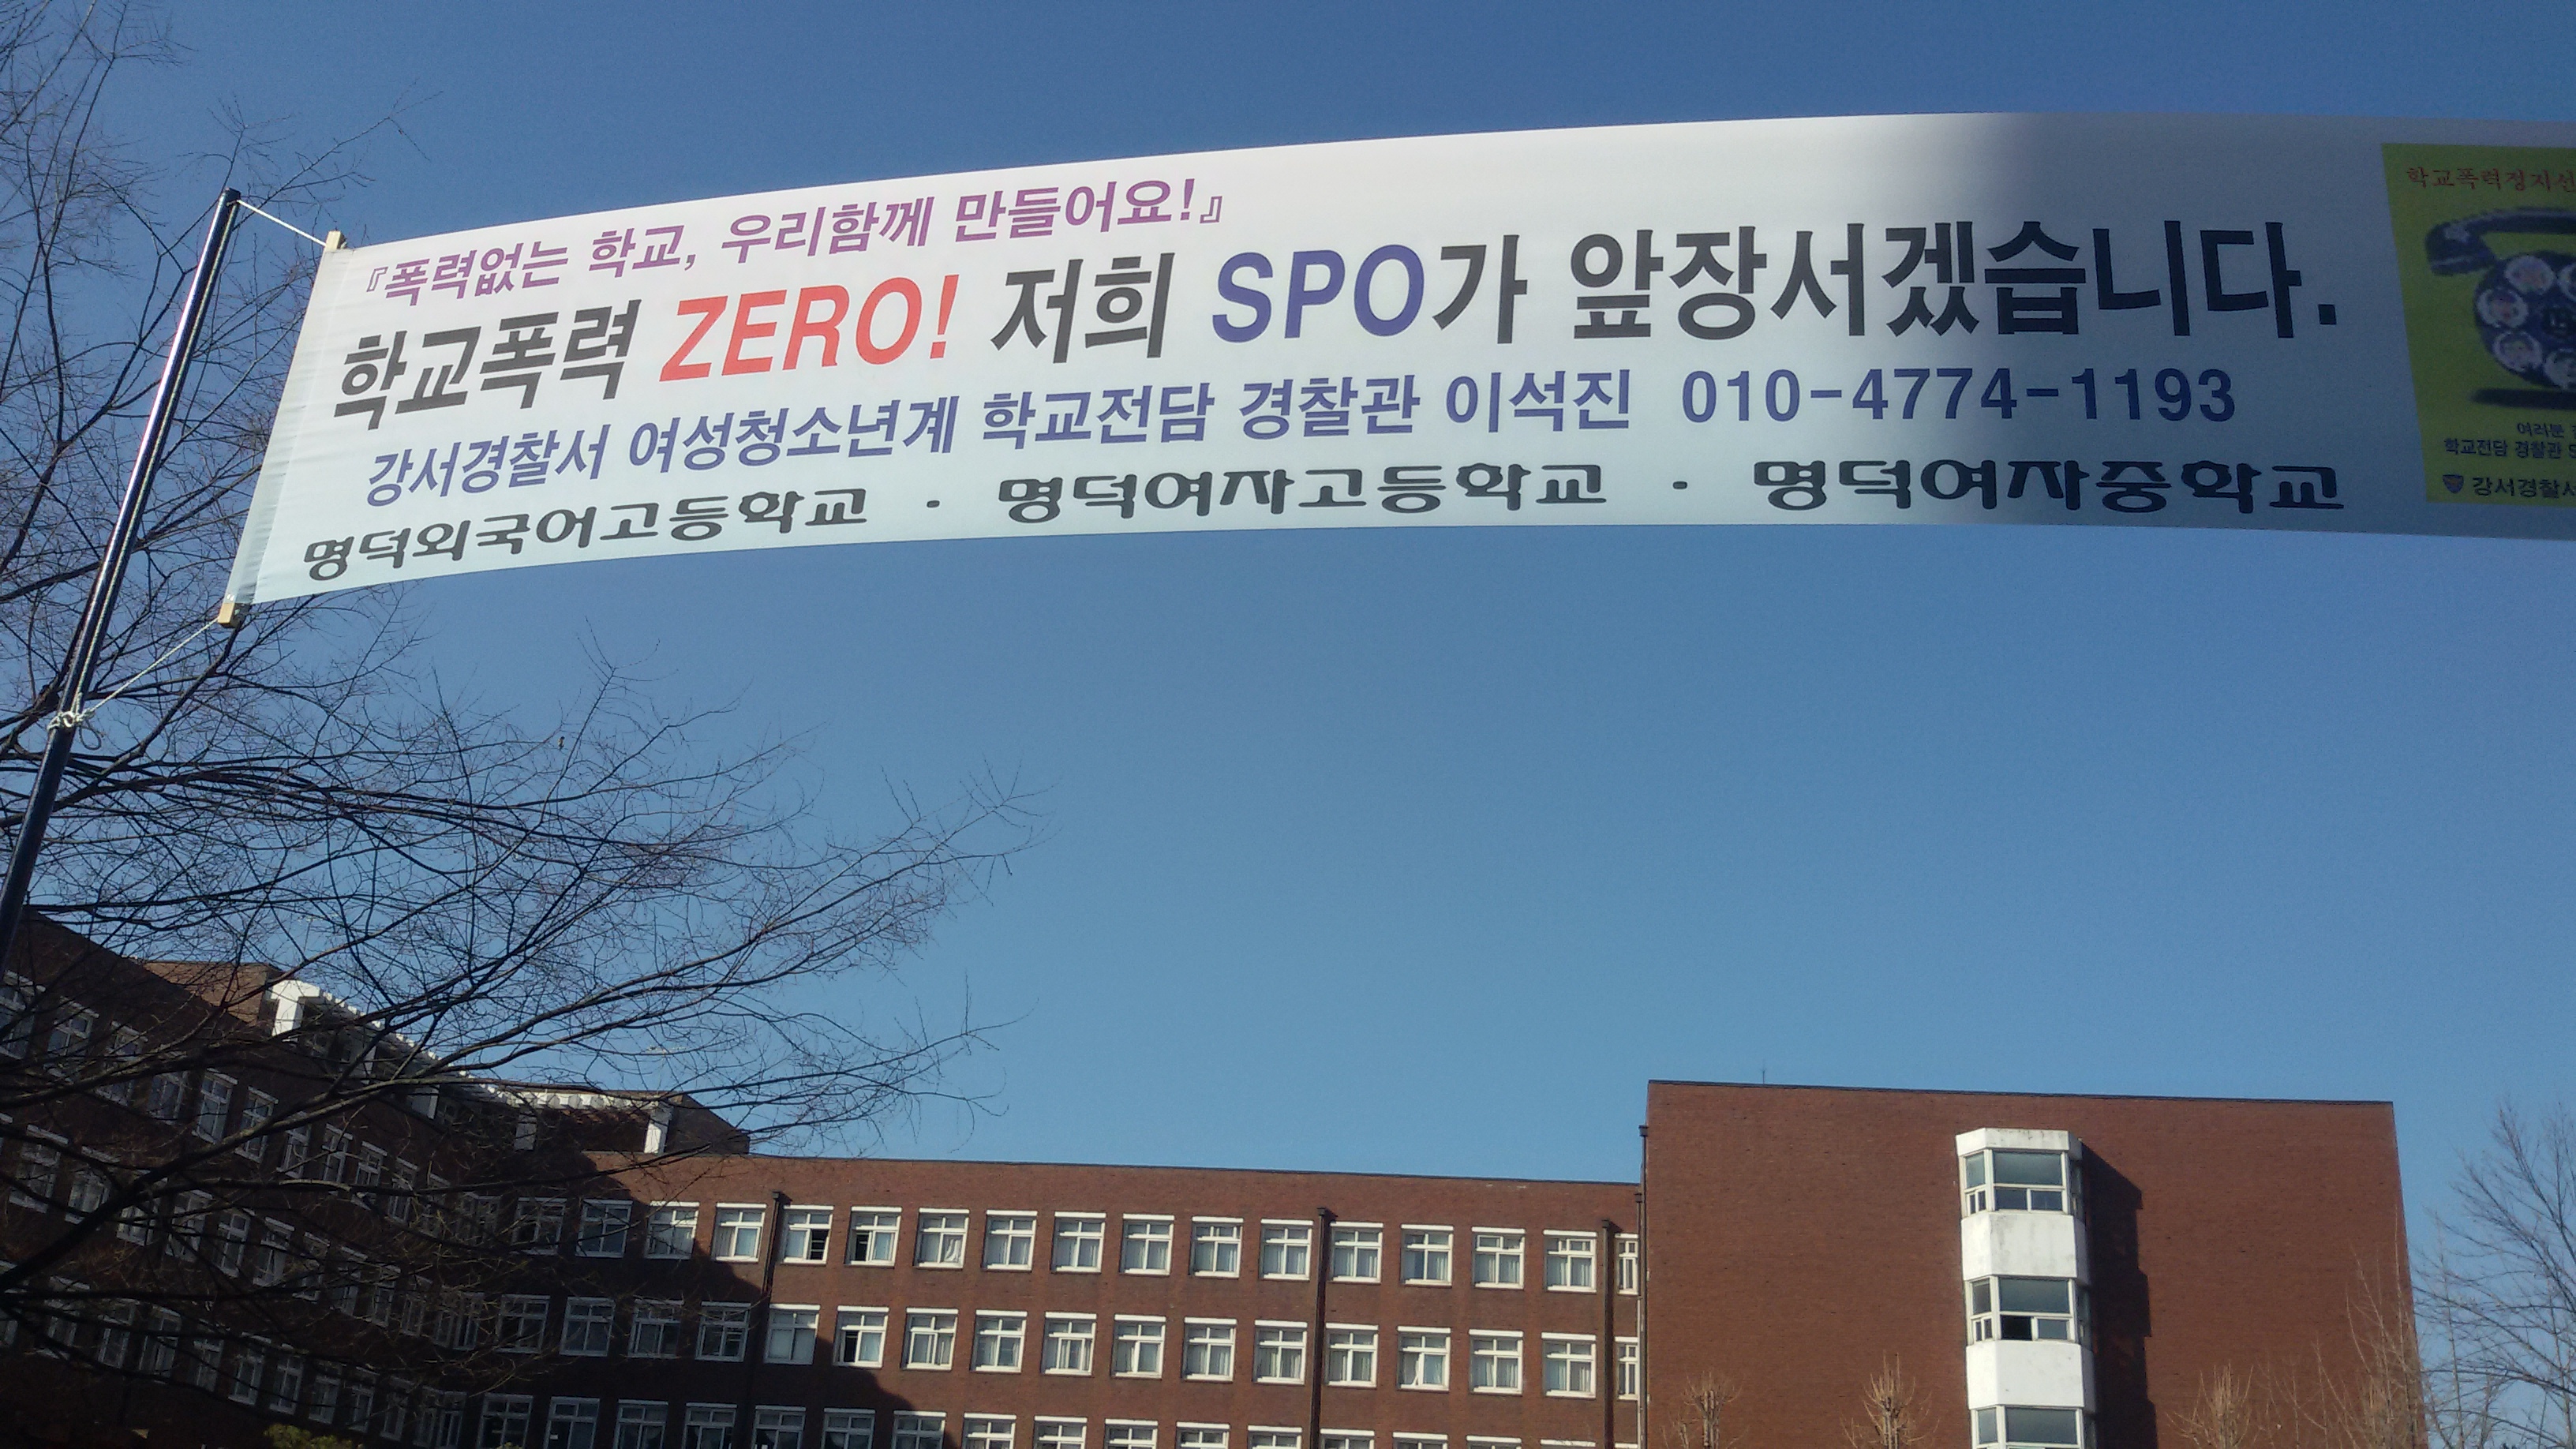 『폭력없는 학교, 우리함께 만들어요!』
학교폭력 ZERO! 저희 SPO가 앞장서겠습니다.
강서경찰서 여성청소년계 학교전담 경찰관 이석진 010-4774-1193
명덕외국어고등학교 · 명덕여자고등학교 · 명덕여자중학교
학교폭력정지신
여러분
학교전담 경찰관 S
강서경찰서